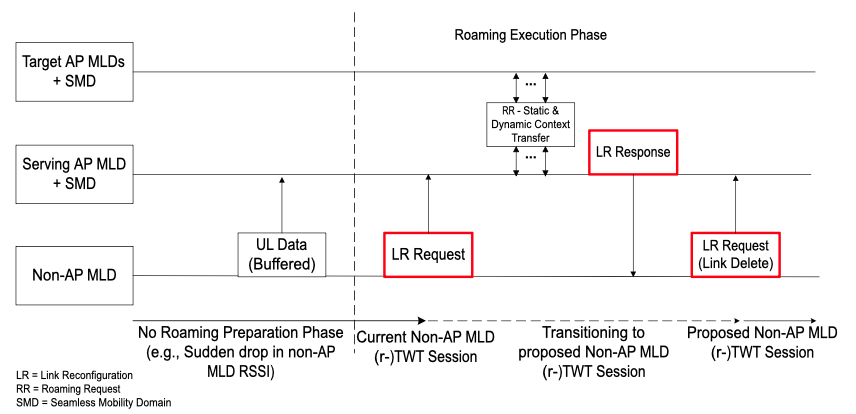 Roaming Execution Phase
Target AP MLDs
+ SMD
...
RR - Static &
Dynamic Context
Transfer
...
LR Response
Serving AP MLD
+ SMD
UL Data
(Buffered)
LR Request
LR Request
(Link Delete)
Non-AP MLD
No Roaming Preparation Phase
(e.g., Sudden drop in non-AP
MLD RSSI)
Current Non-AP MLD
(r-)TWT Session
Transitioning to
proposed Non-AP MLD
(r-)TWT Session
Proposed Non-AP MLD
(r-)TWT Session
LR = Link Reconfiguration
RR = Roaming Request
SMD = Seamless Mobility Domain